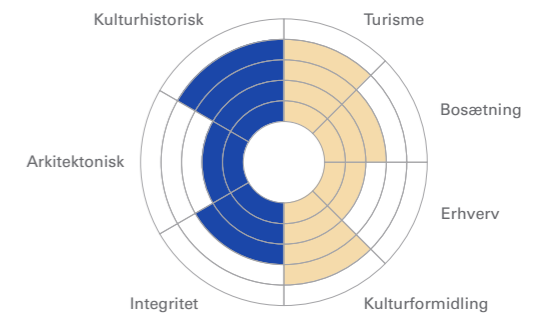 Kulturhistorisk
Turisme
Bosætning
Arkitektonisk
Erhverv
Integritet
Kulturformidling